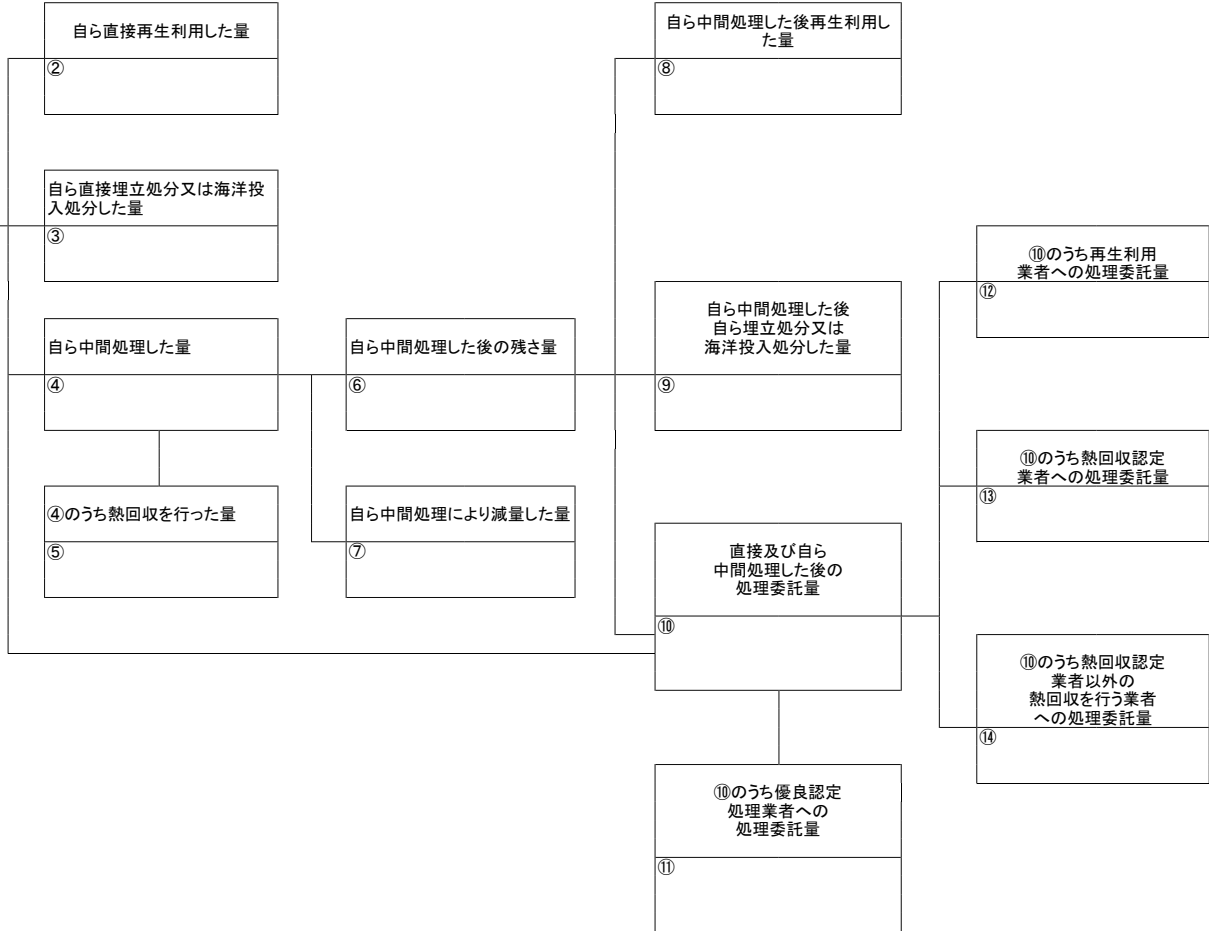 自ら直接再生利用した量
②
自ら直接埋立処分又は海洋投
入処分した量
③
自ら中間処理した量
④
④のうち熱回収を行った量
⑤
自ら中間処理した後の残さ量
⑥
自ら中間処理により減量した量
⑦
自ら中間処理した後再生利用し
た量
⑧
自ら中間処理した後
自ら埋立処分又は
海洋投入処分した量
⑨
直接及び自ら
中間処理した後の
処理委託量
⑩
⑩のうち優良認定
処理業者への
処理委託量
⑪
⑩のうち再生利用
業者への処理委託量
⑫
⑩のうち熱回収認定
業者への処理委託量
⑬
⑩のうち熱回収認定
業者以外の
熱回収を行う業者
への処理委託量
⑭